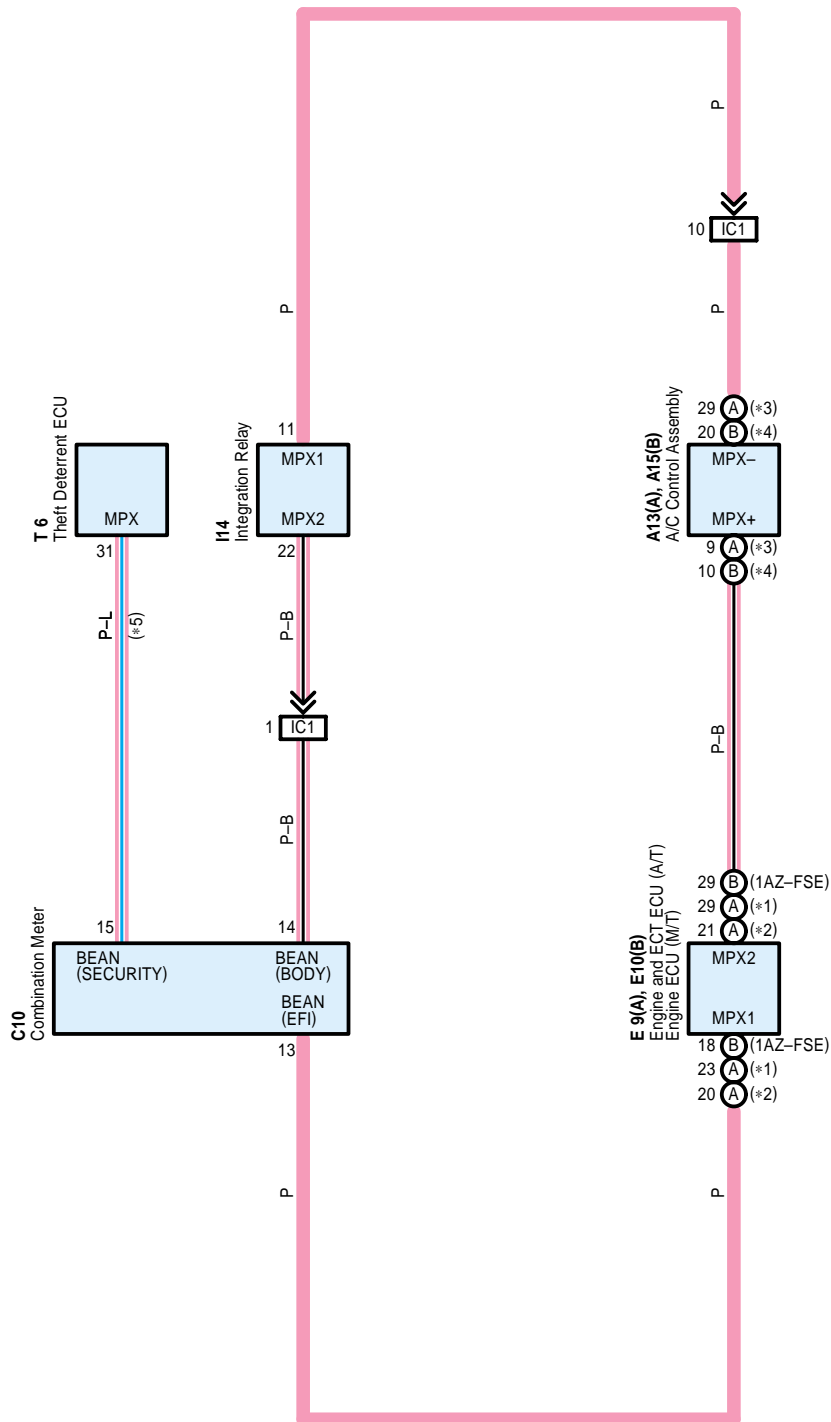 P
10 IC1
P
P
29 A (*3)
20 B (*4)
T 6
Theft Deterrent ECU
MPX
31
11
I14
Integration Relay
MPX1
MPX2
22
A13(A), A15(B)
A/C Control Assembly
MPX–
MPX+
9 A (*3)
10 B (*4)
P–L
(*5)
P–B
1 IC1
P–B
P–B
29 B (1AZ–FSE)
29 A (*1)
21 A (*2)
15
14
C10
Combination Meter
BEAN
(SECURITY)
BEAN
(BODY)
BEAN
(EFI)
13
E 9(A), E10(B)
Engine and ECT ECU (A/T)
Engine ECU (M/T)
MPX2
MPX1
18 B (1AZ–FSE)
23 A (*1)
20 A (*2)
P
P